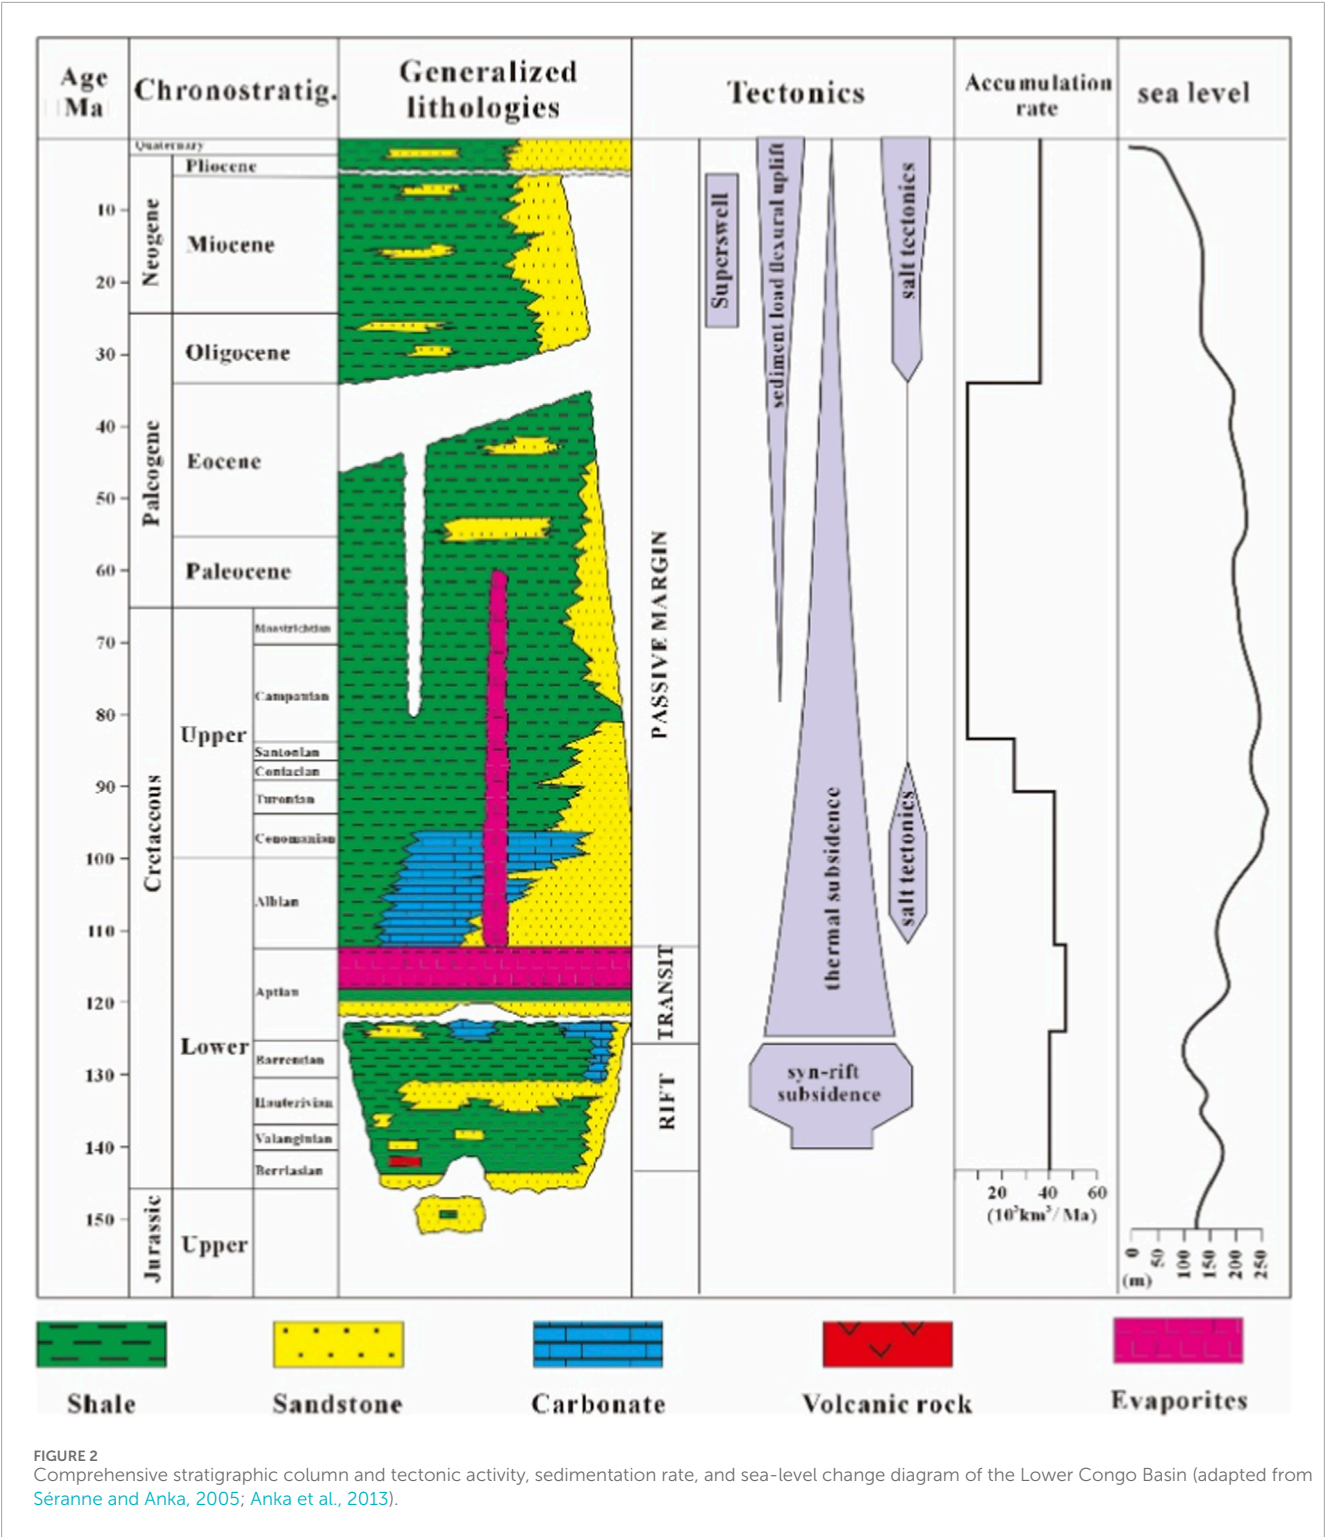 Age
Ma
Chronostratig.
Generalized
lithologies
Tectonics
Accumulation
rate
sea level
Quaternary
Pliocene
Neogene
Miocene
Oligocene
Palcogene
Eocene
Paleocene
Cretaceous
Upper
Maastrichtian
Campanian
Santonian
Coniacian
Turonian
Cenomanian
Albian
Aptian
Lower
Barremian
Hauterivian
Valanginian
Berriasian
Jurassic
Upper
10
20
30
40
50
60
70
80
90
100
110
120
130
140
150
PASSIVE MARGIN
TRANSIT
RIFT
Superswell
sediment load flexural uplift
salt tectonics
thermal subsidence
salt tectonics
syn-rift
subsidence
20 40 60
(10³km³/Ma)
0 50 100 150 200 250
(m)
Shale
Sandstone
Carbonate
Volcanic rock
Evaporites
FIGURE 2
Comprehensive stratigraphic column and tectonic activity, sedimentation rate, and sea-level change diagram of the Lower Congo Basin (adapted from
Séranne and Anka, 2005; Anka et al., 2013).